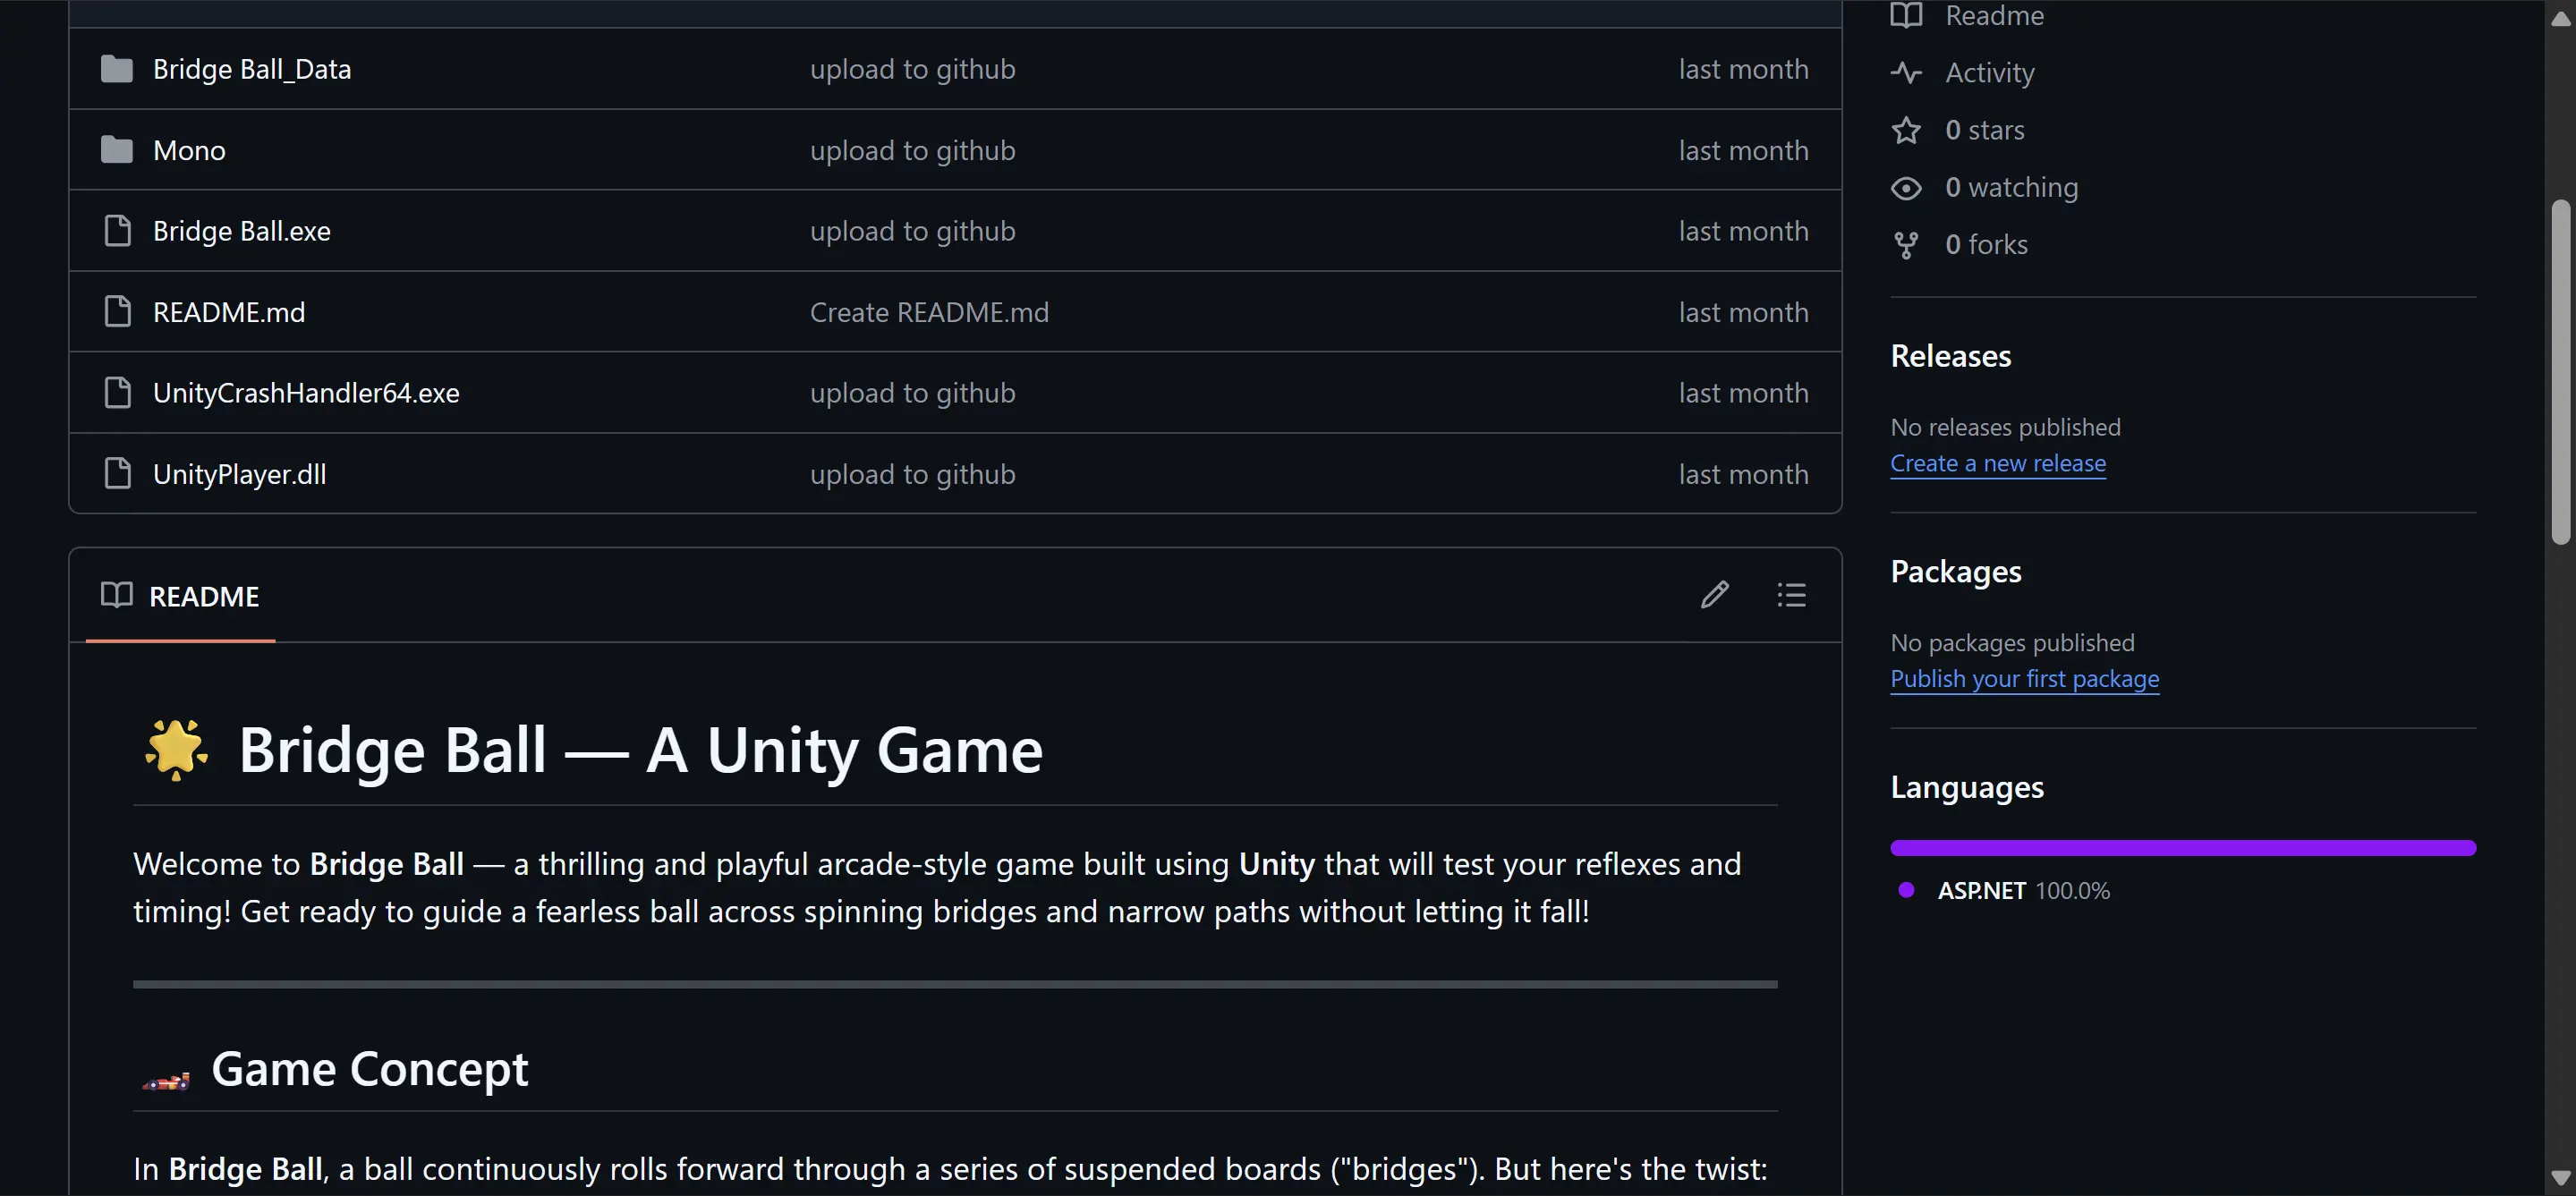 Bridge Ball_Data upload to github last month
Mono upload to github last month
Bridge Ball.exe upload to github last month
README.md Create README.md last month
UnityCrashHandler64.exe upload to github last month
UnityPlayer.dll upload to github last month
README
Bridge Ball — A Unity Game
Welcome to Bridge Ball — a thrilling and playful arcade-style game built using Unity that will test your reflexes and
timing! Get ready to guide a fearless ball across spinning bridges and narrow paths without letting it fall!
Game Concept
In Bridge Ball, a ball continuously rolls forward through a series of suspended boards ("bridges"). But here's the twist:
Readme
Activity
0 stars
0 watching
0 forks
Releases
No releases published
Create a new release
Packages
No packages published
Publish your first package
Languages
ASP.NET 100.0%